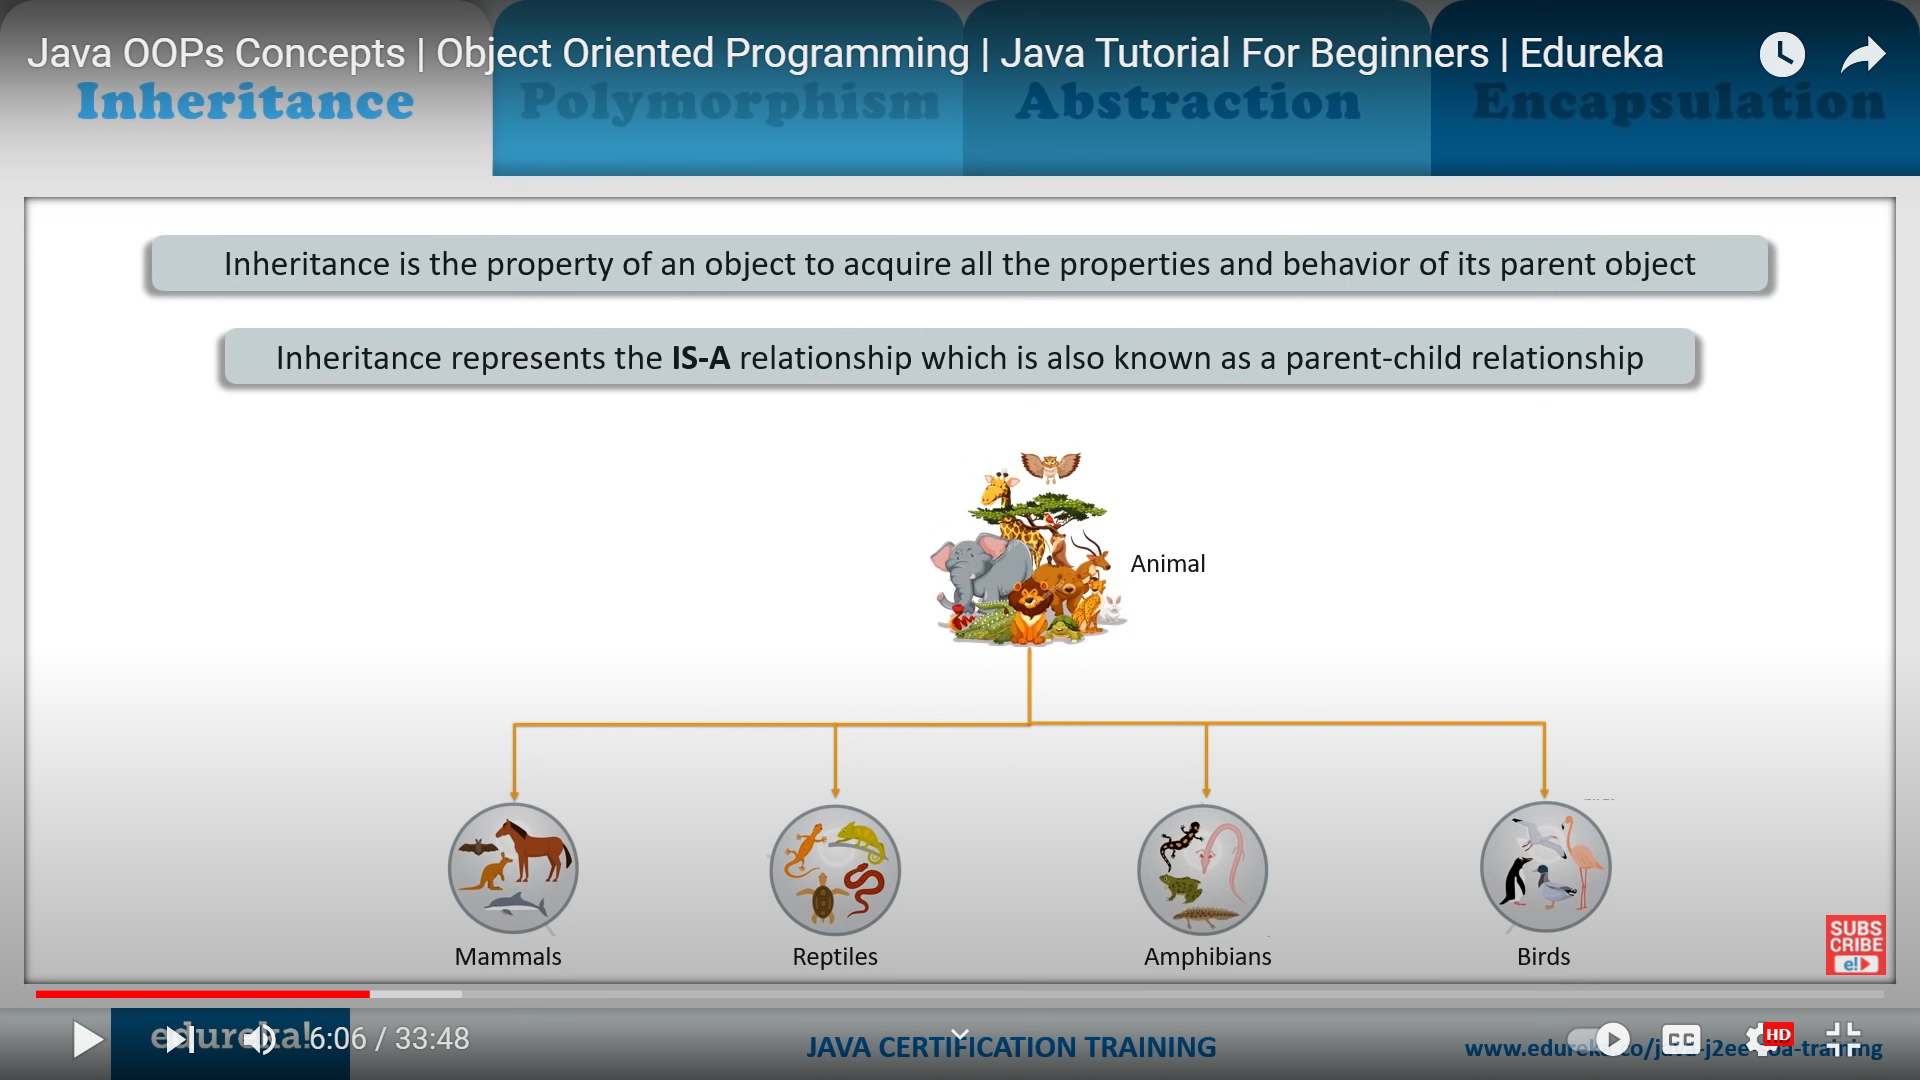 Java OOPs Concepts | Object Oriented Programming | Java Tutorial For Beginners | Edureka
Inheritance
Polymorphism
Abstraction
Encapsulation
Inheritance is the property of an object to acquire all the properties and behavior of its parent object
Inheritance represents the IS-A relationship which is also known as a parent-child relationship
Animal
Mammals
Reptiles
Amphibians
Birds
SUBS
CRIBE
e!
edureka!
6:06 / 33:48
JAVA CERTIFICATION TRAINING
CC
HD